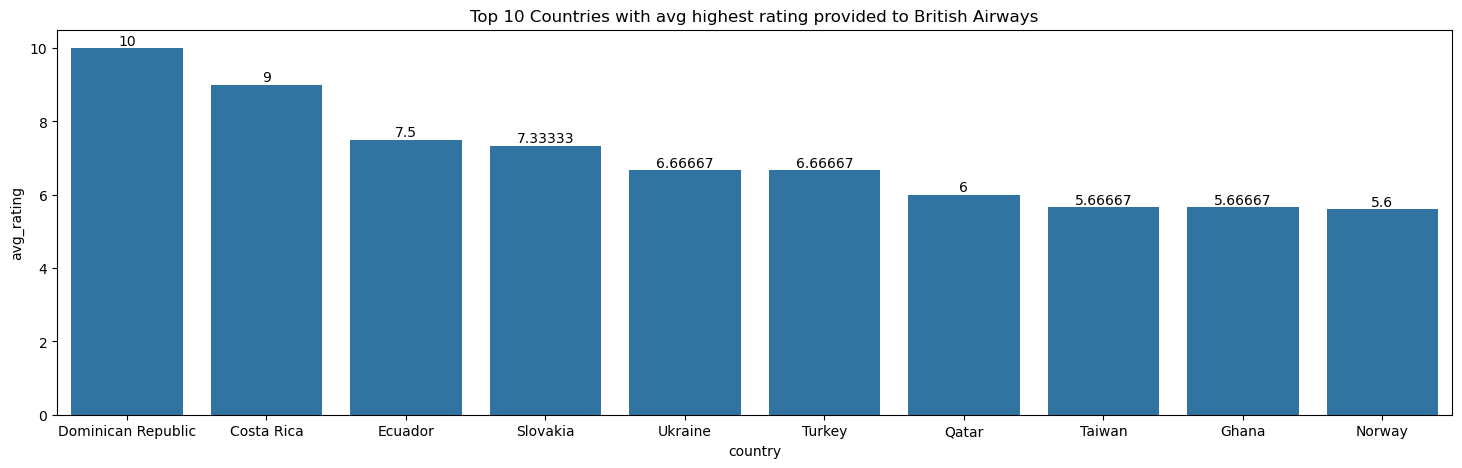 Top 10 Countries with avg highest rating provided to British Airways
10
9
7.5
7.33333
6.66667
6.66667
6
5.66667
5.66667
5.6
10
8
6
4
2
0
avg_rating
Dominican Republic
Costa Rica
Ecuador
Slovakia
Ukraine
Turkey
Qatar
Taiwan
Ghana
Norway
country